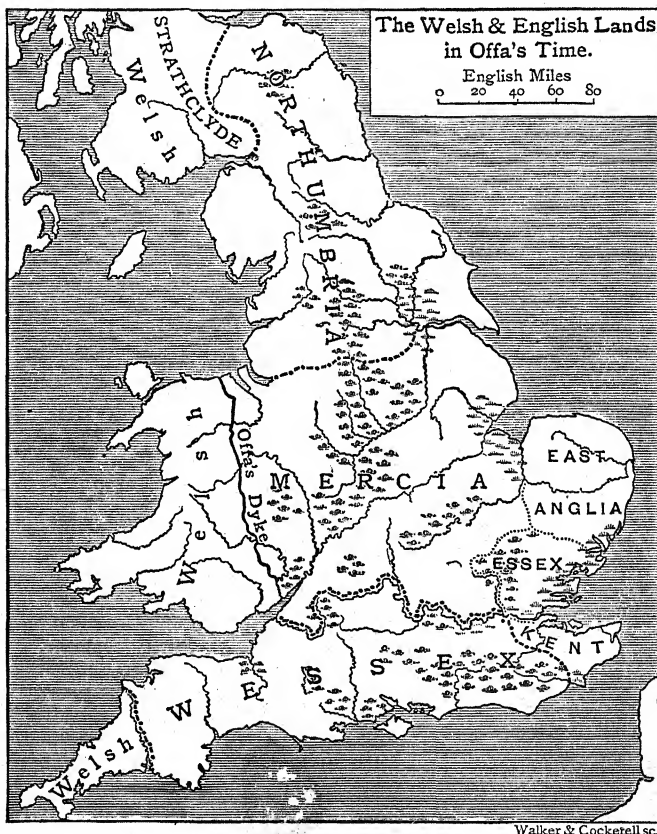 The Welsh & English Lands
in Offa's Time.
English Miles
0 20 40 60 80
STRATHCLYDE
Welsh
NORTHUMBRIA
Welsh
Offa's Dyke
MERCIA
EAST
ANGLIA
ESSEX
KENT
WESSEX
Welsh
Walker & Cockerell sc.